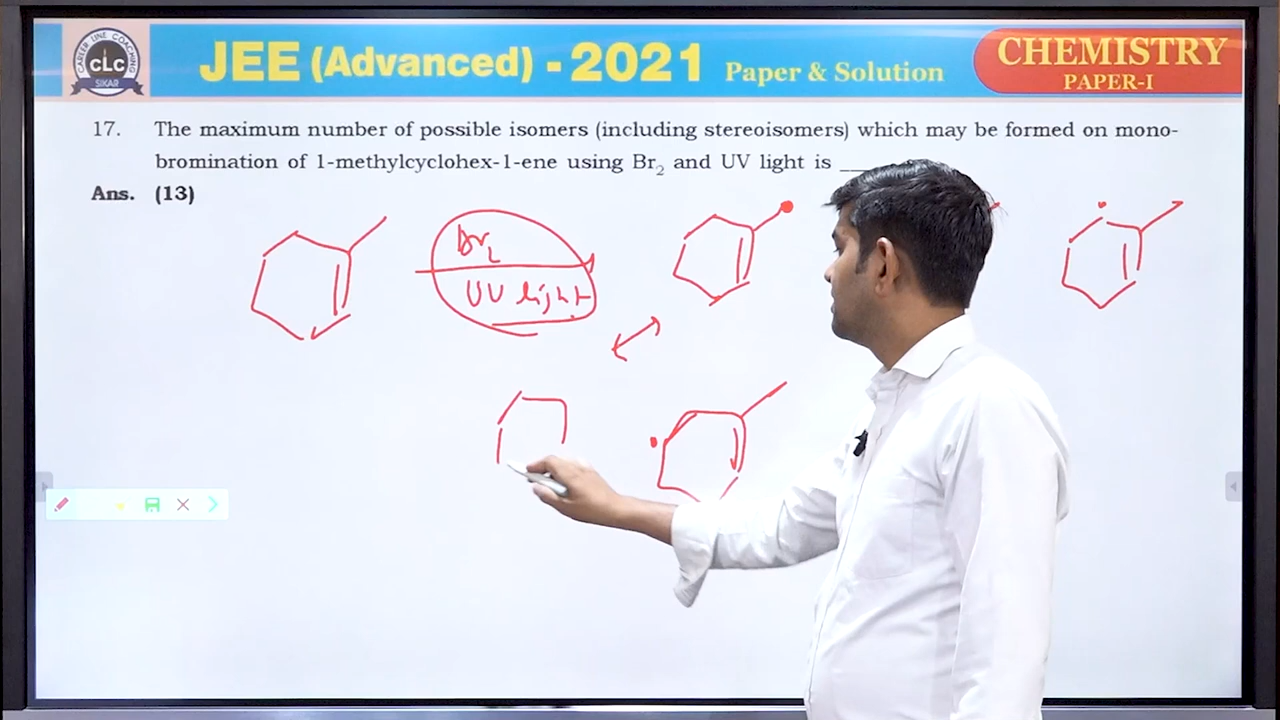 CAREER LINE COACHING
CLC
SIKAR
JEE (Advanced) - 2021 Paper & Solution
CHEMISTRY
PAPER-I
17. The maximum number of possible isomers (including stereoisomers) which may be formed on mono-
bromination of 1-methylcyclohex-1-ene using Br₂ and UV light is __
Ans. (13)
Br₂
UV light